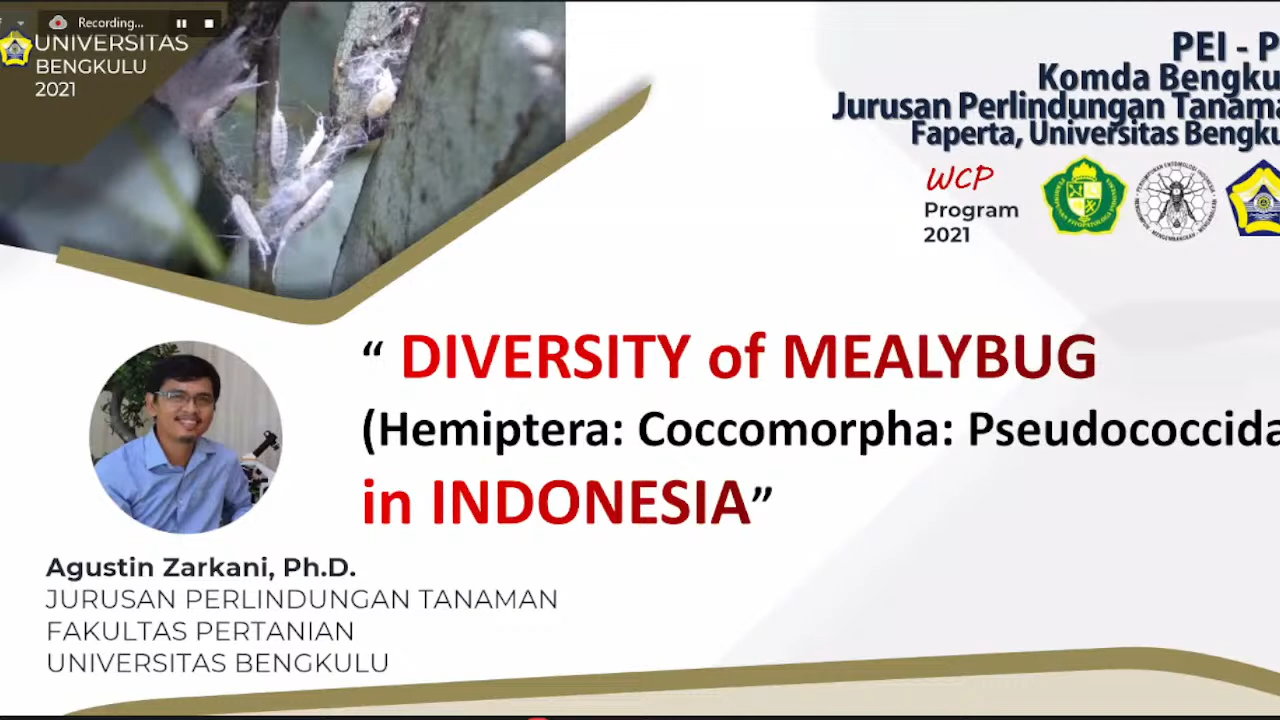 Recording...
UNIVERSITAS
BENGKULU
2021
PEI - P
Komda Bengku
Jurusan Perlindungan Tanama
Faperta, Universitas Bengku
WCP
Program
2021
“ DIVERSITY of MEALYBUG
(Hemiptera: Coccomorpha: Pseudococcida
in INDONESIA”
Agustin Zarkani, Ph.D.
JURUSAN PERLINDUNGAN TANAMAN
FAKULTAS PERTANIAN
UNIVERSITAS BENGKULU